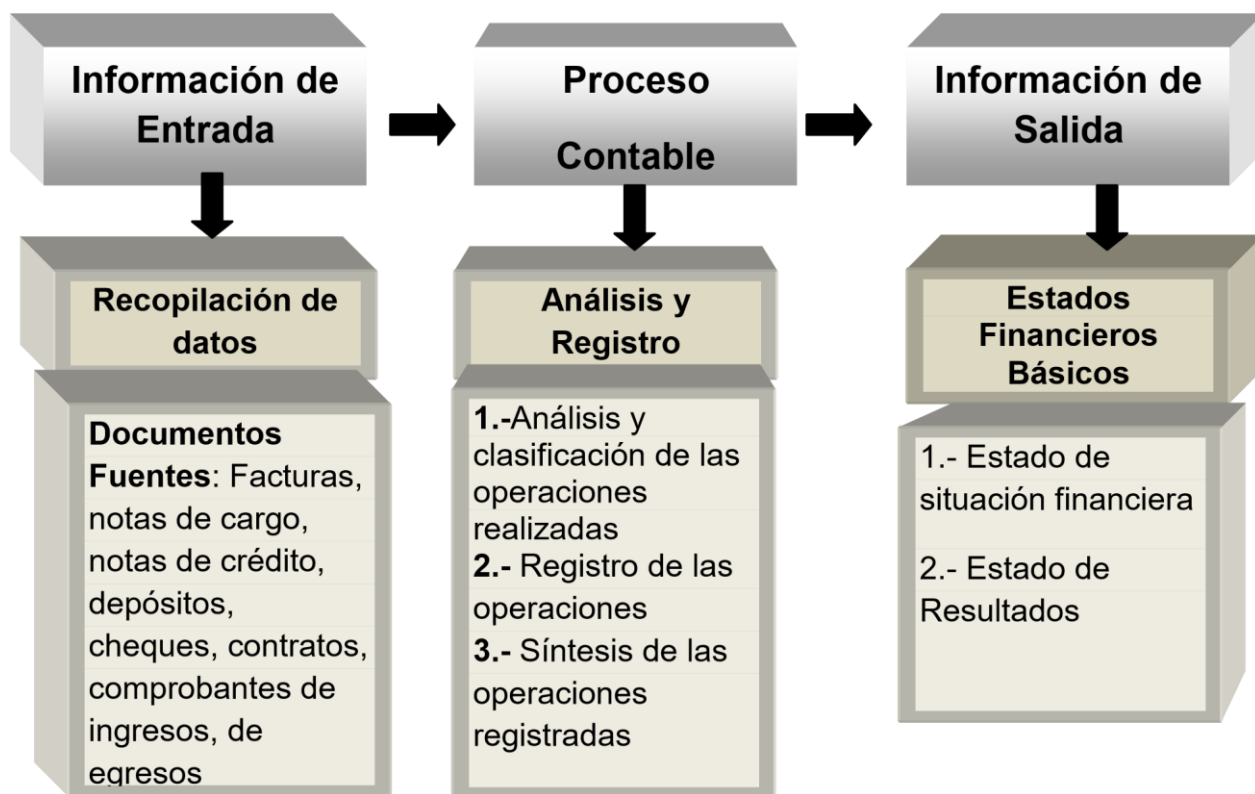 Información de
Entrada
Proceso
Contable
Información de
Salida
Recopilación de
datos
Análisis y
Registro
Estados
Financieros
Básicos
Documentos
Fuentes: Facturas,
notas de cargo,
notas de crédito,
depósitos,
cheques, contratos,
comprobantes de
ingresos, de
egresos
1.-Análisis y
clasificación de las
operaciones
realizadas
2.- Registro de las
operaciones
3.- Síntesis de las
operaciones
registradas
1.- Estado de
situación financiera
2.- Estado de
Resultados